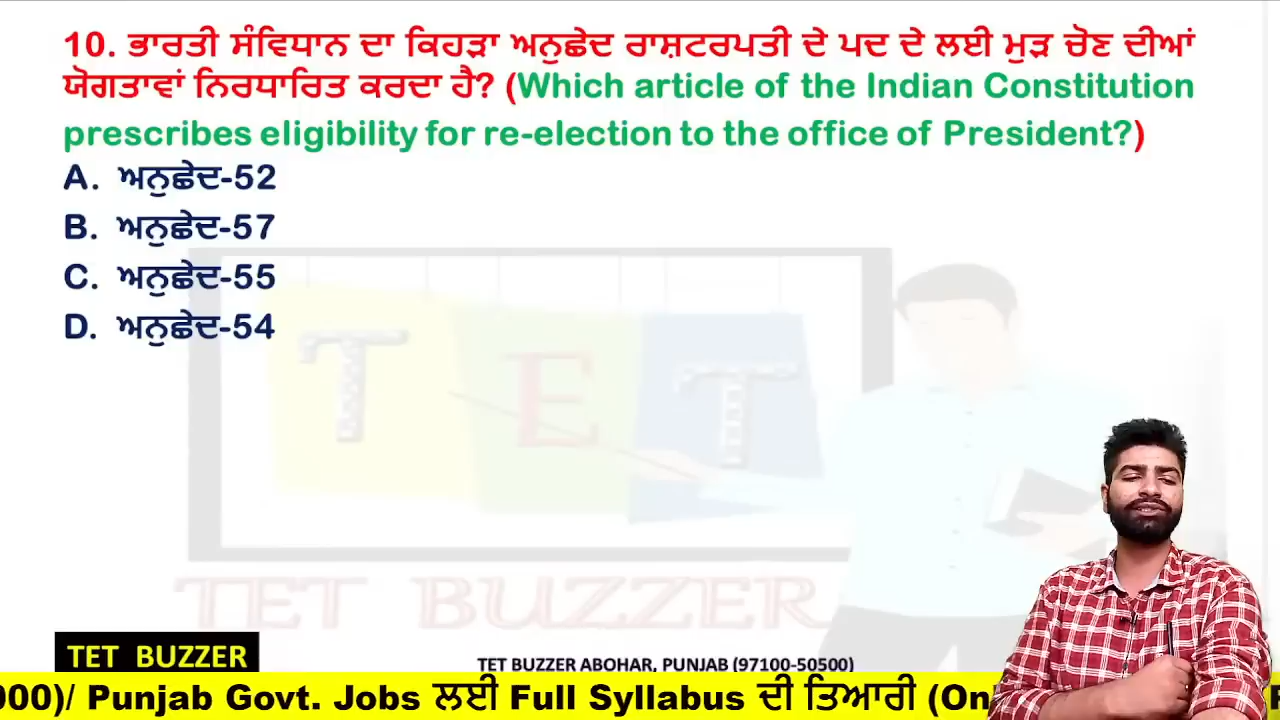 10. ਭਾਰਤੀ ਸੰਵਿਧਾਨ ਦਾ ਕਿਹੜਾ ਅਨੁਛੇਦ ਰਾਸ਼ਟਰਪਤੀ ਦੇ ਪਦ ਦੇ ਲਈ ਮੁੜ ਚੋਣ ਦੀਆਂ
ਯੋਗਤਾਵਾਂ ਨਿਰਧਾਰਿਤ ਕਰਦਾ ਹੈ? (Which article of the Indian Constitution
prescribes eligibility for re-election to the office of President?)
A. ਅਨੁਛੇਦ-52
B. ਅਨੁਛੇਦ-57
C. ਅਨੁਛੇਦ-55
D. ਅਨੁਛੇਦ-54
T E T
TET BUZZER
TET BUZZER
TET BUZZER ABOHAR, PUNJAB (97100-50500)
000)/ Punjab Govt. Jobs ਲਈ Full Syllabus ਦੀ ਤਿਆਰੀ (On